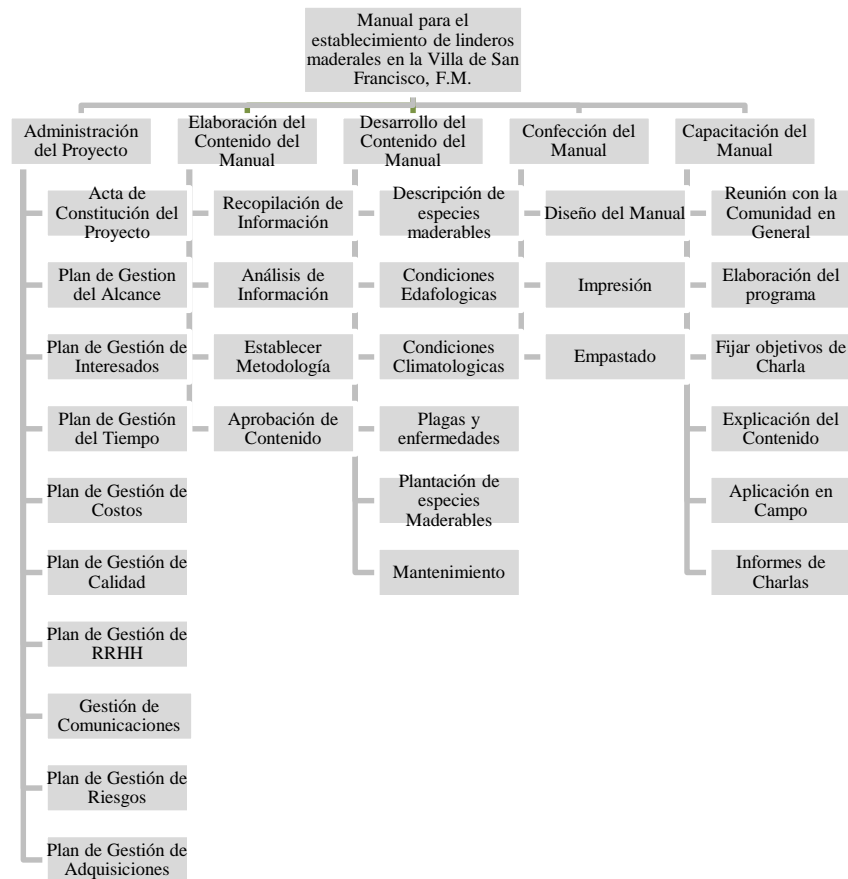 Manual para el
establecimiento de linderos
maderales en la Villa de San
Francisco, F.M.
Administración
del Proyecto
Acta de
Constitución del
Proyecto
Plan de Gestion
del Alcance
Plan de Gestión de
Interesados
Plan de Gestión
del Tiempo
Plan de Gestión de
Costos
Plan de Gestión de
Calidad
Plan de Gestión de
RRHH
Gestión de
Comunicaciones
Plan de Gestión de
Riesgos
Plan de Gestión de
Adquisiciones
Elaboración del
Contenido del
Manual
Recopilación de
Información
Análisis de
Información
Establecer
Metodología
Aprobación de
Contenido
Desarrollo del
Contenido del
Manual
Descripción de
especies
maderables
Condiciones
Edafologicas
Condiciones
Climatologicas
Plagas y
enfermedades
Plantación de
especies
Maderables
Mantenimiento
Confección del
Manual
Diseño del Manual
Impresión
Empastado
Capacitación del
Manual
Reunión con la
Comunidad en
General
Elaboración del
programa
Fijar objetivos de
Charla
Explicación del
Contenido
Aplicación en
Campo
Informes de
Charlas